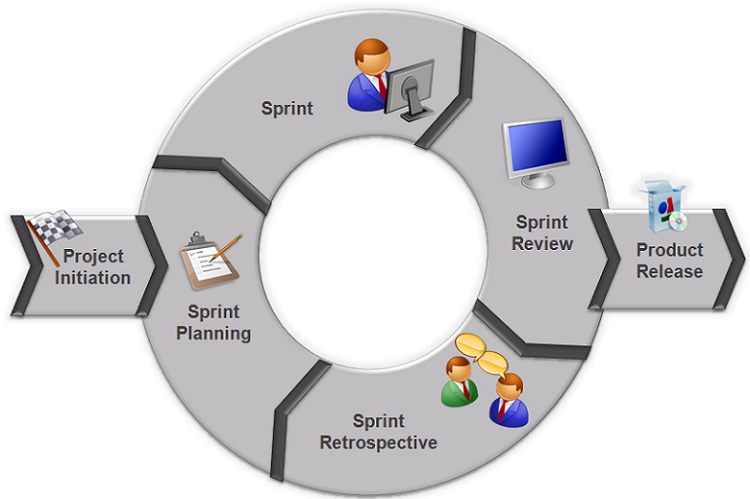 Project
Initiation
Sprint
Planning
Sprint
Sprint
Review
Sprint
Retrospective
Product
Release